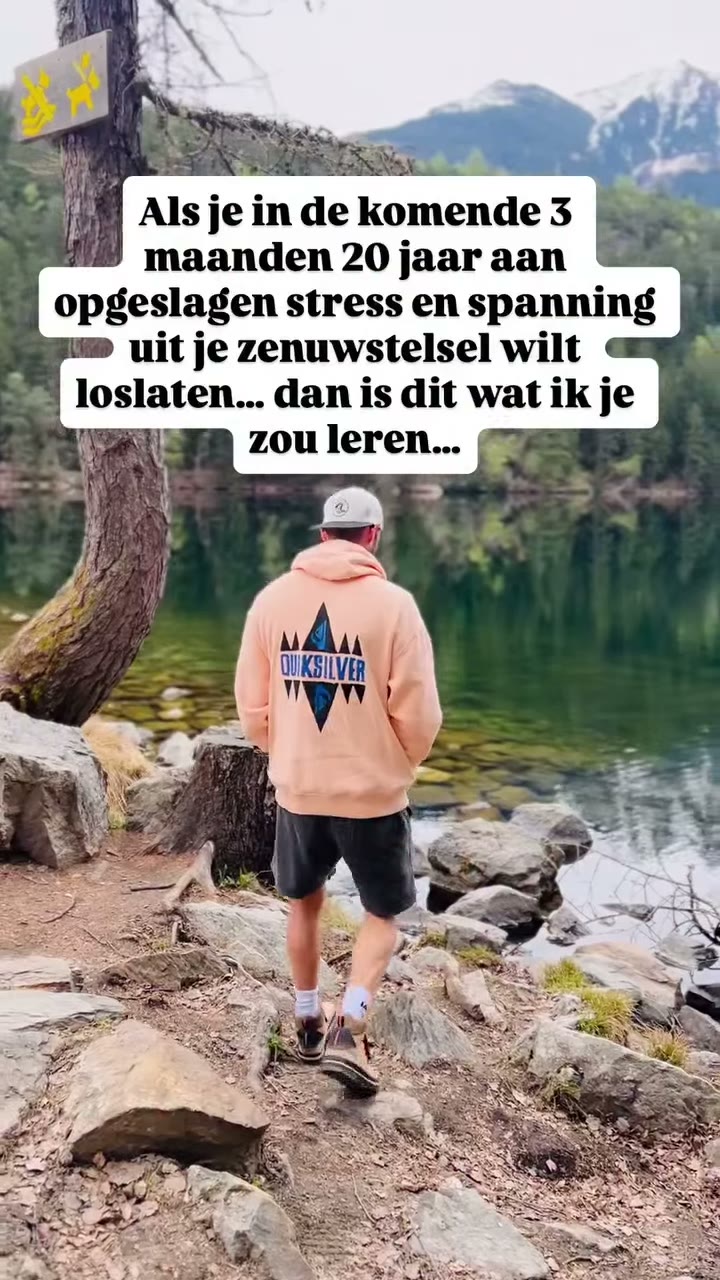 Als je in de komende 3
maanden 20 jaar aan
opgeslagen stress en spanning
uit je zenuwstelsel wilt
loslaten... dan is dit wat ik je
zou leren...
QUIKSILVER